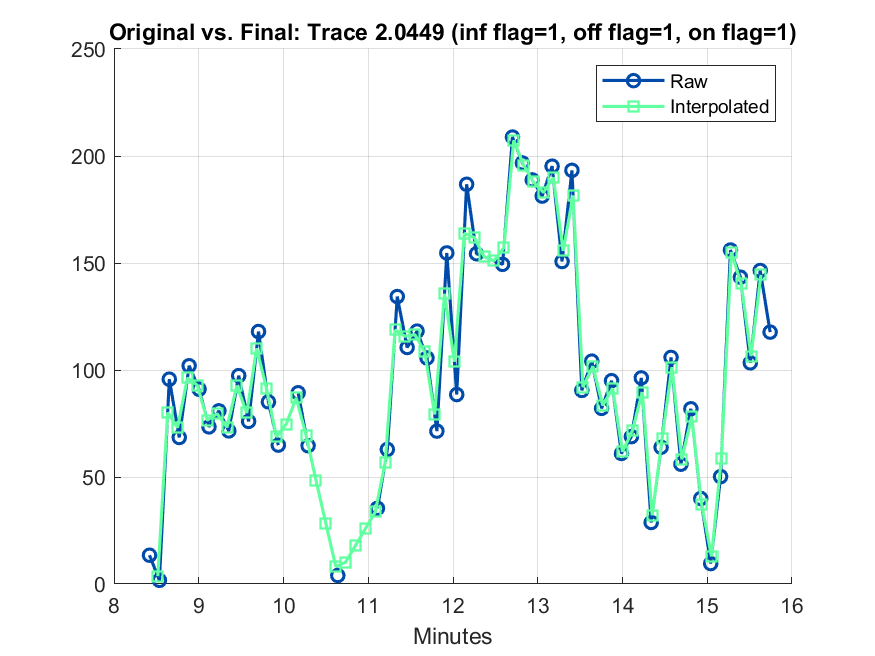 Original vs. Final: Trace 2.0449 (inf flag=1, off flag=1, on flag=1)
250
Raw
Interpolated
200
150
100
50
0
8 9 10 11 12 13 14 15 16
Minutes